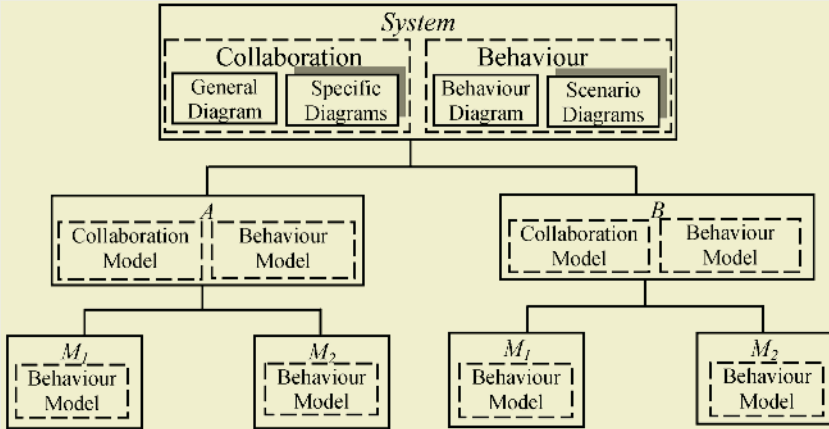 System
Collaboration
Behaviour
General
Diagram
Specific
Diagrams
Behaviour
Diagram
Scenario
Diagrams
A
Collaboration
Model
Behaviour
Model
B
Collaboration
Model
Behaviour
Model
M1
Behaviour
Model
M2
Behaviour
Model
M1
Behaviour
Model
M2
Behaviour
Model